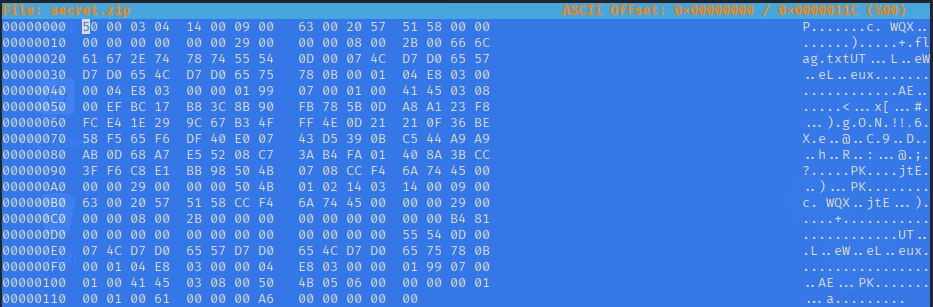 File: secret.zip ASCII Offset: 0x00000000 / 0x0000011C (%00)
00000000 50 00 03 04 14 00 09 00 63 00 20 57 51 58 00 00 P.......c. WQX..
00000010 00 00 00 00 00 00 29 00 00 00 08 00 2B 00 66 6C ......).....+.fl
00000020 61 67 2E 74 78 74 55 54 0D 00 07 4C D7 D0 65 57 ag.txtUT...L..eW
00000030 D7 D0 65 4C D7 D0 65 75 78 0B 00 01 04 E8 03 00 ..eL..eux.......
00000040 00 04 E8 03 00 00 01 99 07 00 01 00 41 45 03 08 ............AE..
00000050 00 EF BC 17 B8 3C 8B 90 FB 78 5B 0D A8 A1 23 F8 .....<...x[...#.
00000060 FC E4 1E 29 9C 67 B3 4F FF 4E 0D 21 21 0F 36 BE ...).g.O.N.!!.6.
00000070 58 F5 65 F6 DF 40 E0 07 43 D5 39 0B C5 44 A9 A9 X.e..@..C.9..D..
00000080 AB 0D 68 A7 E5 52 08 C7 3A B4 FA 01 40 8A 3B CC ..h..R..:...@.;.
00000090 3F F6 C8 E1 BB 98 50 4B 07 08 CC F4 6A 74 45 00 ?.....PK....jtE.
000000A0 00 00 29 00 00 00 50 4B 01 02 14 03 14 00 09 00 ..)...PK........
000000B0 63 00 20 57 51 58 CC F4 6A 74 45 00 00 00 29 00 c. WQX..jtE...).
000000C0 00 00 08 00 2B 00 00 00 00 00 00 00 00 00 B4 81 ....+...........
000000D0 00 00 00 00 00 00 00 00 00 00 00 00 55 54 0D 00 ............UT..
000000E0 07 4C D7 D0 65 57 D7 D0 65 4C D7 D0 65 75 78 0B .L..eW..eL..eux.
000000F0 00 01 04 E8 03 00 00 04 E8 03 00 00 01 99 07 00 ................
00000100 01 00 41 45 03 08 00 50 4B 05 06 00 00 00 00 01 ..AE...PK.......
00000110 00 01 00 61 00 00 00 A6 00 00 00 00 00 ...a.........